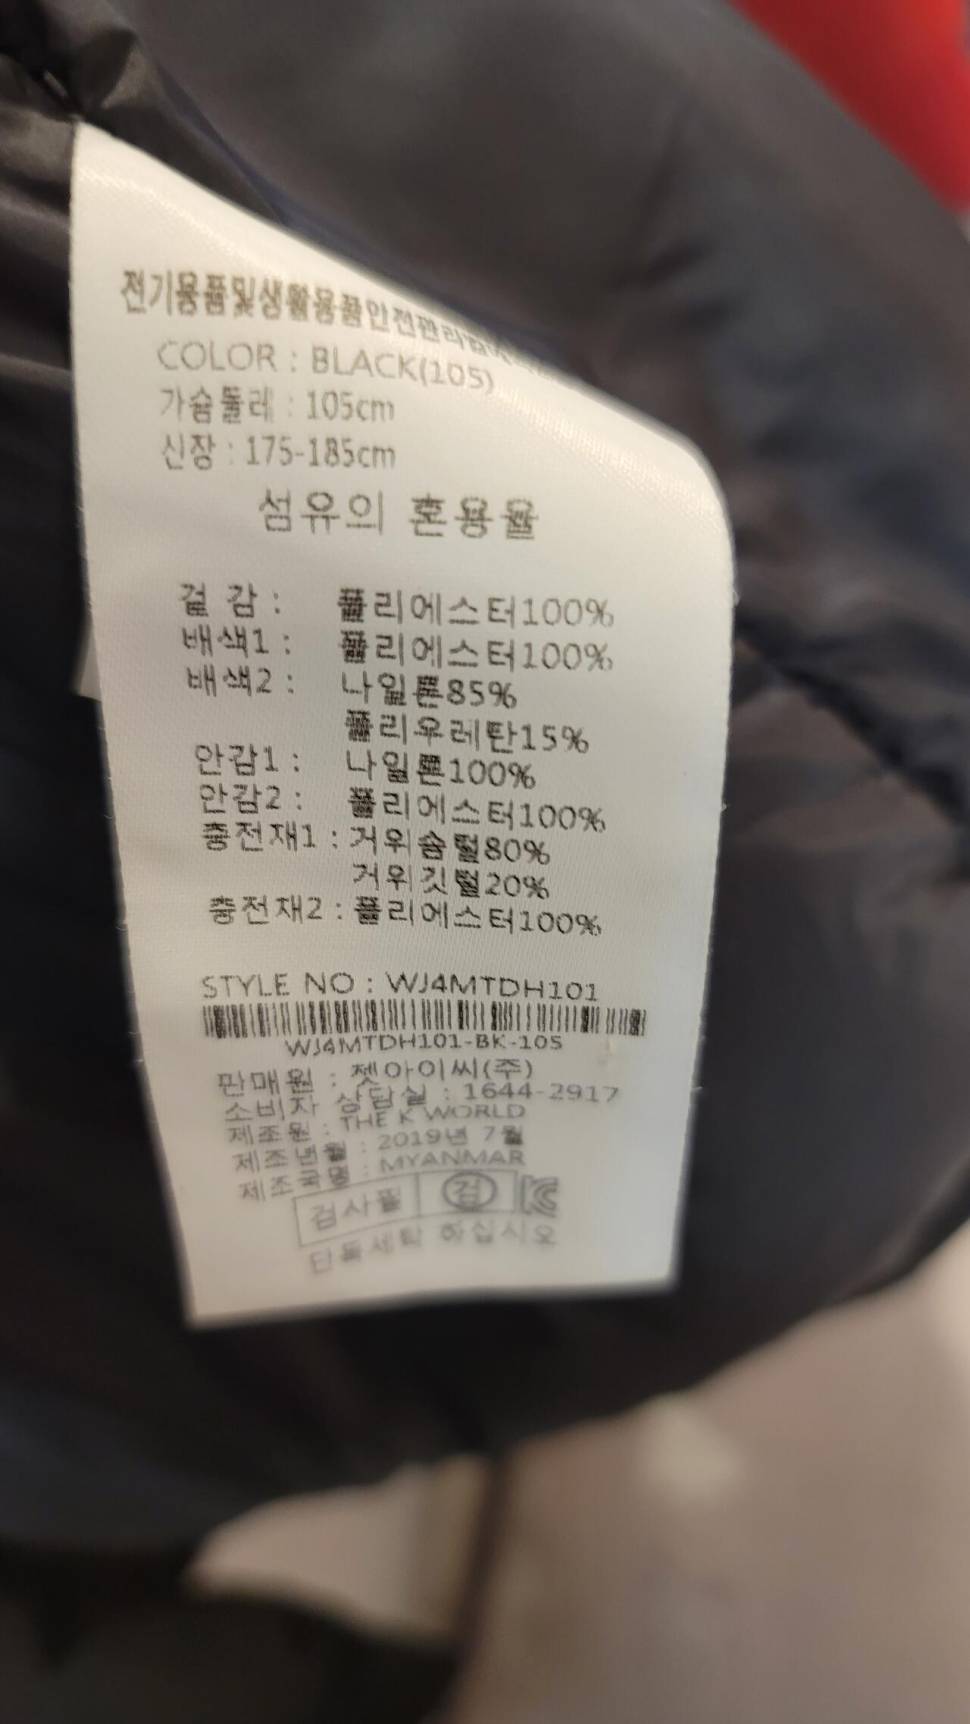 전기용품및생활용품안전관리법
COLOR : BLACK(105)
가슴둘레 : 105cm
신장 : 175-185cm
섬유의 혼용율
겉 감 : 폴리에스터100%
배색1 : 폴리에스터100%
배색2 : 나일론85%
폴리우레탄15%
안감1 : 나일론100%
안감2 : 폴리에스터100%
충전재1 : 거위솜털80%
거위깃털20%
충전재2 : 폴리에스터100%
STYLE NO : WJ4MTDH101
WJ4MTDH101-BK-105
판매원 : 젯아이씨(주)
소비자 상담실 : 1644-2917
제조원 : THE K WORLD
제조년월 : 2019년 7월
제조국명 : MYANMAR
검사필 검 KC
단독세탁 하십시오